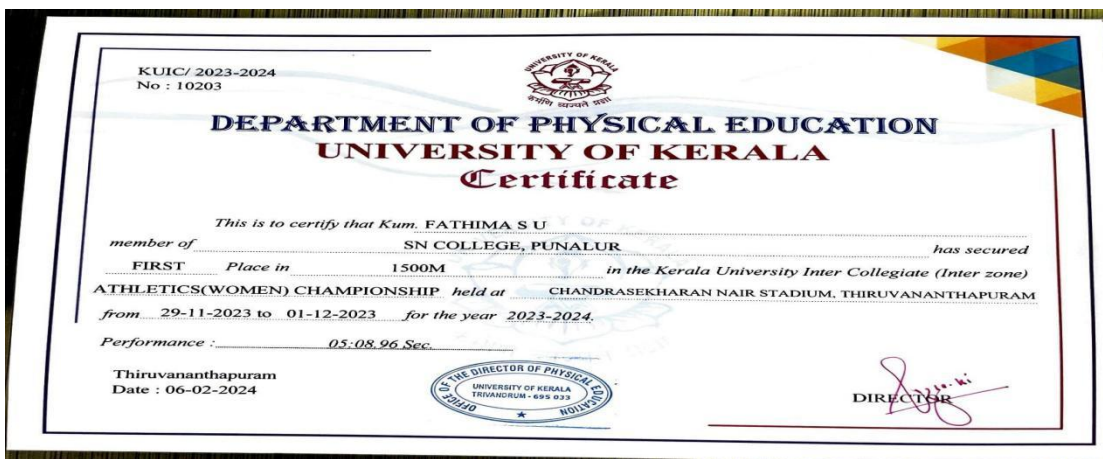 KUIC/ 2023-2024
No : 10203
UNIVERSITY OF KERALA
कर्मणि व्यज्यते प्रज्ञा
DEPARTMENT OF PHYSICAL EDUCATION
UNIVERSITY OF KERALA
Certificate
This is to certify that Kum. FATHIMA S U
member of SN COLLEGE, PUNALUR has secured
FIRST Place in 1500M in the Kerala University Inter Collegiate (Inter zone)
ATHLETICS(WOMEN) CHAMPIONSHIP held at CHANDRASEKHARAN NAIR STADIUM, THIRUVANANTHAPURAM
from 29-11-2023 to 01-12-2023 for the year 2023-2024.
Performance : 05:08.96 Sec.
Thiruvananthapuram
Date : 06-02-2024
OFFICE OF THE DIRECTOR OF PHYSICAL EDUCATION
UNIVERSITY OF KERALA
TRIVANDRUM - 695 033
DIRECTOR